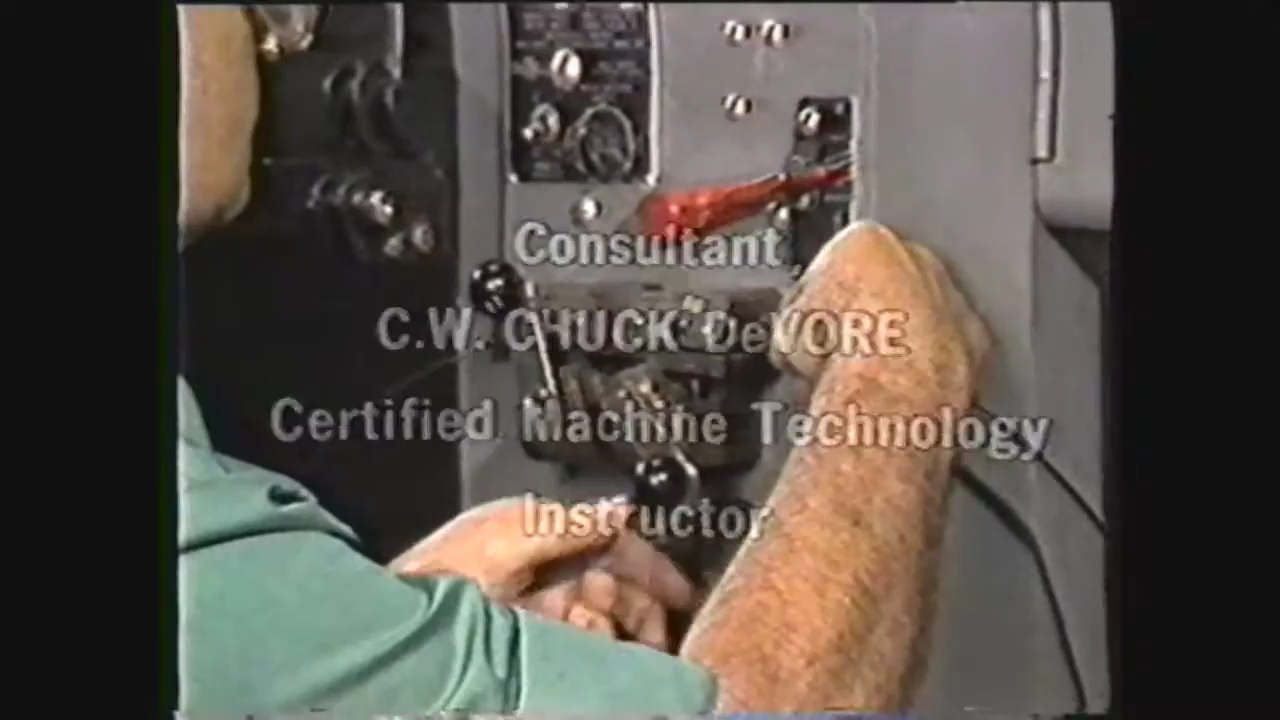 Consultant,
C.W. CHUCK DeVORE
Certified Machine Technology
Instructor